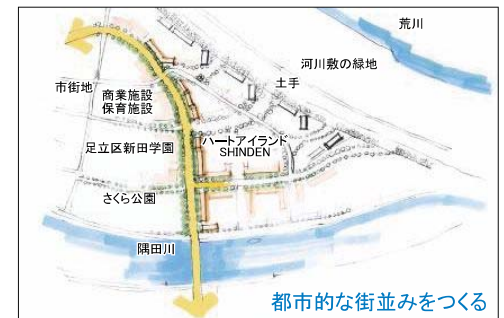 荒川
河川敷の緑地
土手
市街地
商業施設
保育施設
ハートアイランド
SHINDEN
足立区新田学園
さくら公園
隅田川
都市的な街並みをつくる